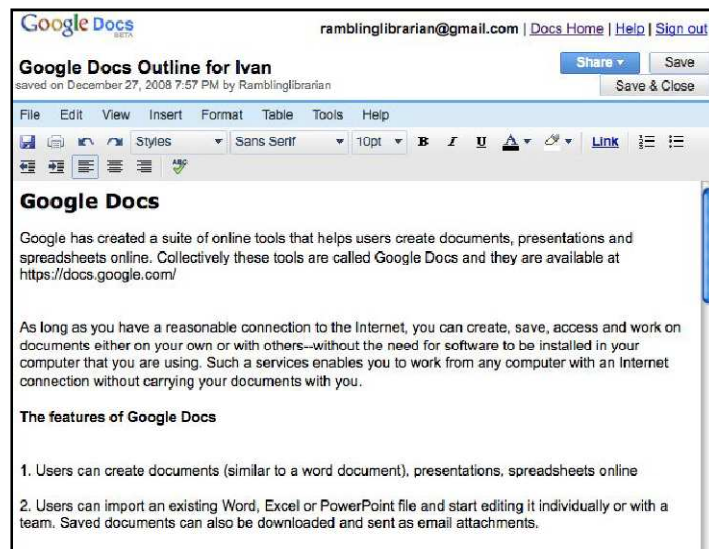 Google Docs
BETA
ramblinglibrarian@gmail.com | Docs Home | Help | Sign out
Google Docs Outline for Ivan
saved on December 27, 2008 7:57 PM by Ramblinglibrarian
Share
Save
Save & Close
File Edit View Insert Format Table Tools Help
Styles Sans Serif 10pt B I U A Link
ABC
Google Docs
Google has created a suite of online tools that helps users create documents, presentations and
spreadsheets online. Collectively these tools are called Google Docs and they are available at
https://docs.google.com/
As long as you have a reasonable connection to the Internet, you can create, save, access and work on
documents either on your own or with others--without the need for software to be installed in your
computer that you are using. Such a services enables you to work from any computer with an Internet
connection without carrying your documents with you.
The features of Google Docs
1. Users can create documents (similar to a word document), presentations, spreadsheets online
2. Users can import an existing Word, Excel or PowerPoint file and start editing it individually or with a
team. Saved documents can also be downloaded and sent as email attachments.